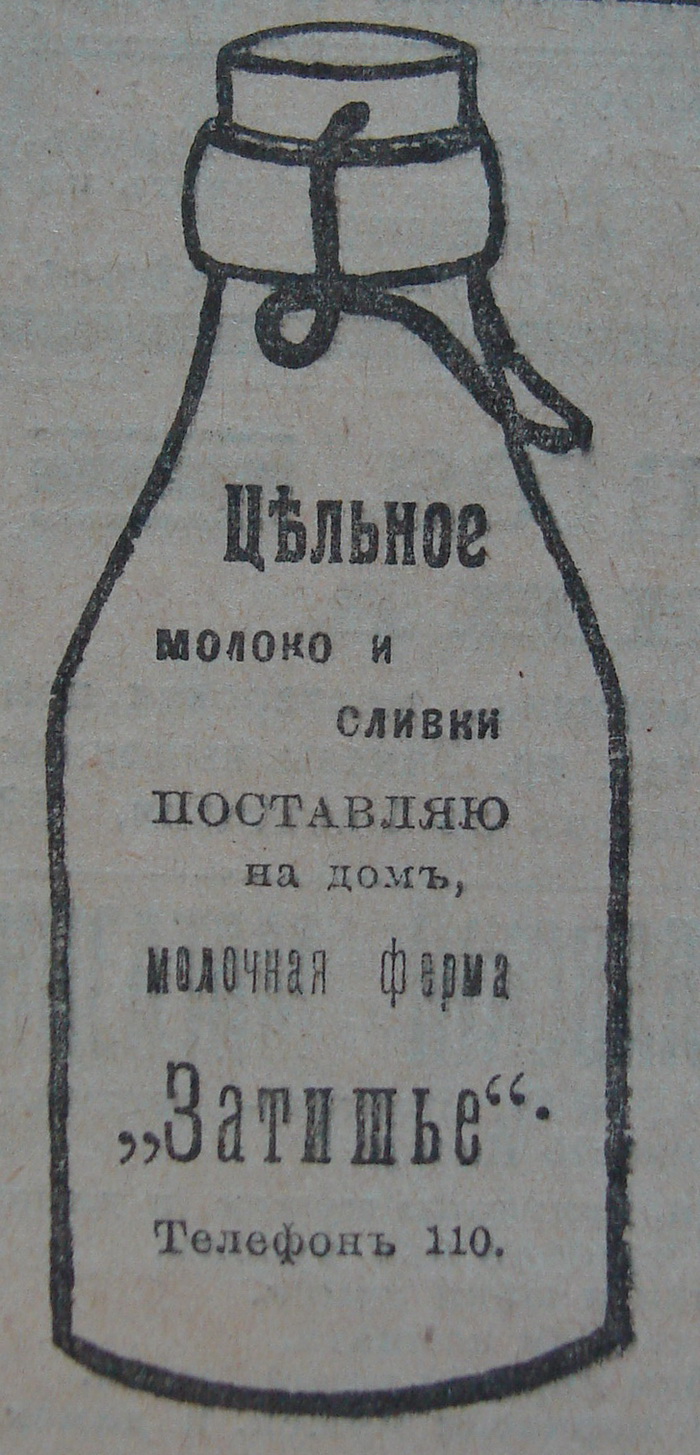 Цѣльное
молоко и
сливки
ПОСТАВЛЯЮ
на домъ,
молочная ферма
„Затишье“.
Телефонъ 110.